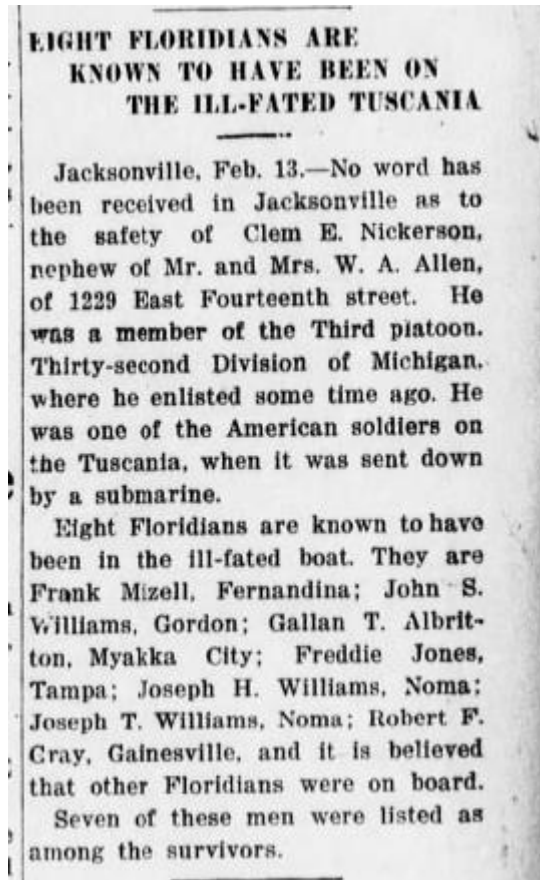 EIGHT FLORIDIANS ARE
KNOWN TO HAVE BEEN ON
THE ILL-FATED TUSCANIA
Jacksonville, Feb. 13.—No word has
been received in Jacksonville as to
the safety of Clem E. Nickerson,
nephew of Mr. and Mrs. W. A. Allen,
of 1229 East Fourteenth street. He
was a member of the Third platoon.
Thirty-second Division of Michigan,
where he enlisted some time ago. He
was one of the American soldiers on
the Tuscania, when it was sent down
by a submarine.
Eight Floridians are known to have
been in the ill-fated boat. They are
Frank Mizell, Fernandina; John S.
Williams, Gordon; Gallan T. Albrit-
ton, Myakka City; Freddie Jones,
Tampa; Joseph H. Williams, Noma;
Joseph T. Williams, Noma; Robert F.
Cray, Gainesville, and it is believed
that other Floridians were on board.
Seven of these men were listed as
among the survivors.